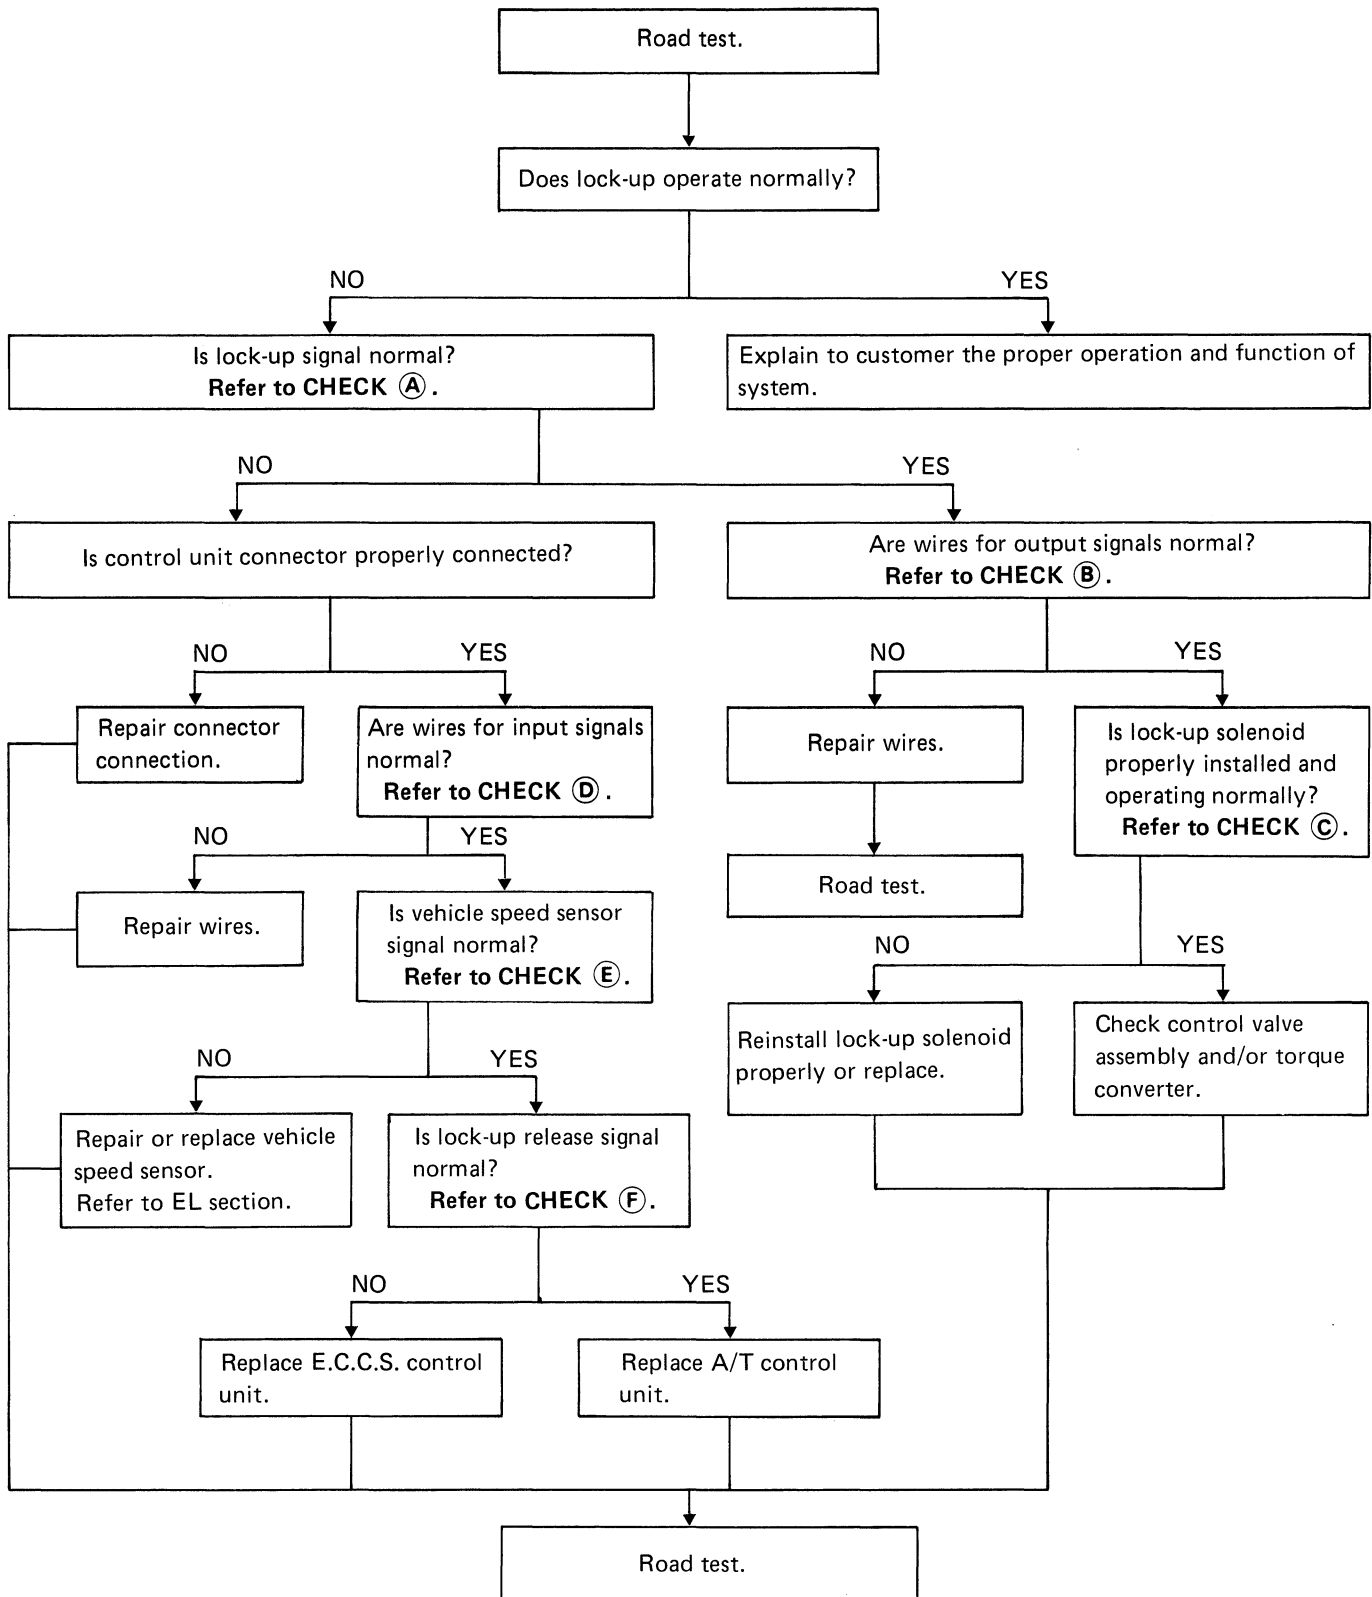 Road test.
Does lock-up operate normally?
NO
YES
Is lock-up signal normal?
Refer to CHECK Ⓐ.
Explain to customer the proper operation and function of
system.
NO
YES
Is control unit connector properly connected?
Are wires for output signals normal?
Refer to CHECK Ⓑ.
NO
YES
NO
YES
Repair connector
connection.
Are wires for input signals
normal?
Refer to CHECK Ⓓ.
Repair wires.
Is lock-up solenoid
properly installed and
operating normally?
Refer to CHECK Ⓒ.
NO
YES
Road test.
Repair wires.
Is vehicle speed sensor
signal normal?
Refer to CHECK Ⓔ.
NO
YES
Reinstall lock-up solenoid
properly or replace.
Check control valve
assembly and/or torque
converter.
NO
YES
Repair or replace vehicle
speed sensor.
Refer to EL section.
Is lock-up release signal
normal?
Refer to CHECK Ⓕ.
NO
YES
Replace E.C.C.S. control
unit.
Replace A/T control
unit.
Road test.